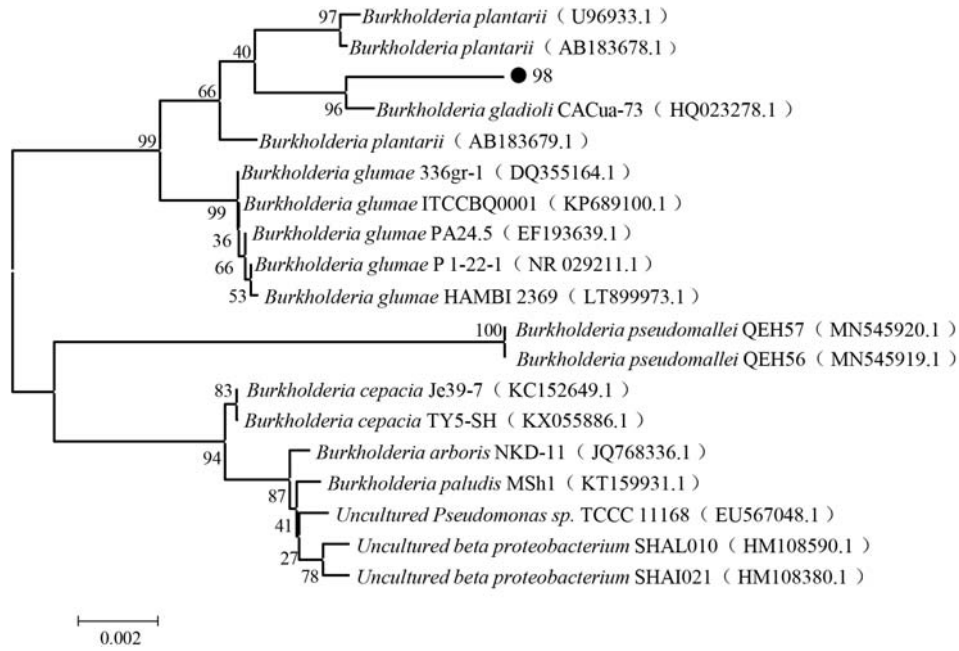 97
Burkholderia plantarii（ U96933.1 ）
40
Burkholderia plantarii（ AB183678.1 ）
98
66
96
Burkholderia gladioli CACua-73（ HQ023278.1 ）
99
Burkholderia plantarii（ AB183679.1 ）
Burkholderia glumae 336gr-1（ DQ355164.1 ）
99
Burkholderia glumae ITCCBQ0001（ KP689100.1 ）
36
Burkholderia glumae PA24.5（ EF193639.1 ）
66
Burkholderia glumae P 1-22-1（ NR 029211.1 ）
53
Burkholderia glumae HAMBI 2369（ LT899973.1 ）
100
Burkholderia pseudomallei QEH57（ MN545920.1 ）
Burkholderia pseudomallei QEH56（ MN545919.1 ）
83
Burkholderia cepacia Je39-7（ KC152649.1 ）
Burkholderia cepacia TY5-SH（ KX055886.1 ）
94
Burkholderia arboris NKD-11（ JQ768336.1 ）
87
Burkholderia paludis MSh1（ KT159931.1 ）
41
Uncultured Pseudomonas sp. TCCC 11168（ EU567048.1 ）
27
Uncultured beta proteobacterium SHAL010（ HM108590.1 ）
78
Uncultured beta proteobacterium SHAI021（ HM108380.1 ）
0.002